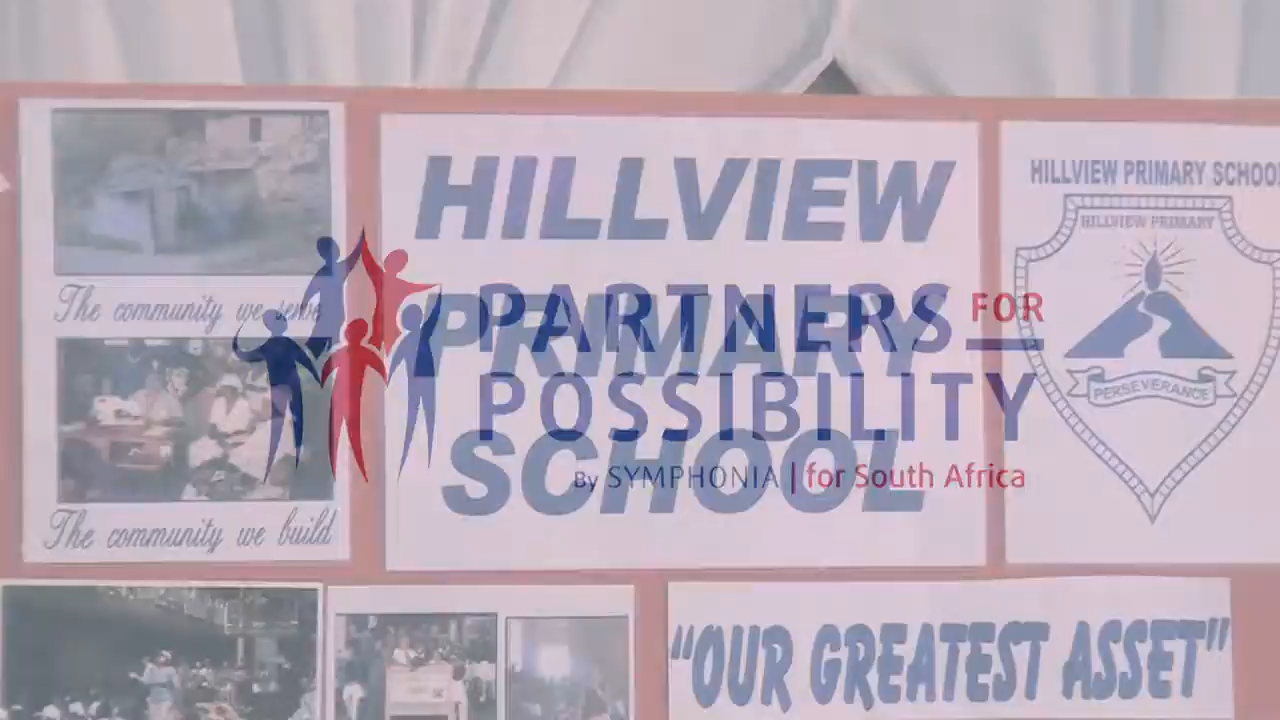 HILLVIEW
PRIMARY
SCHOOL
The community we serve
The community we build
HILLVIEW PRIMARY SCHOO
HILLVIEW PRIMARY
PERSEVERANCE
PARTNERS FOR
POSSIBILITY
By SYMPHONIA | for South Africa
"OUR GREATEST ASSET"